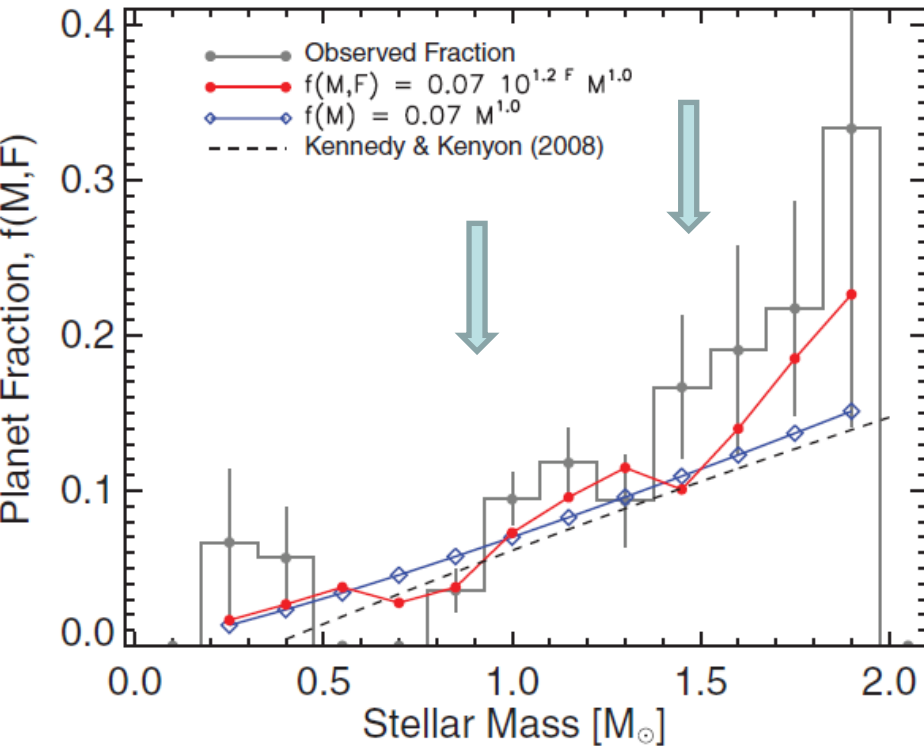 Observed Fraction
f(M,F) = 0.07 10^{1.2 F} M^{1.0}
f(M) = 0.07 M^{1.0}
Kennedy & Kenyon (2008)
Planet Fraction, f(M,F)
0.4
0.3
0.2
0.1
0.0
0.0 0.5 1.0 1.5 2.0
Stellar Mass [M☉]